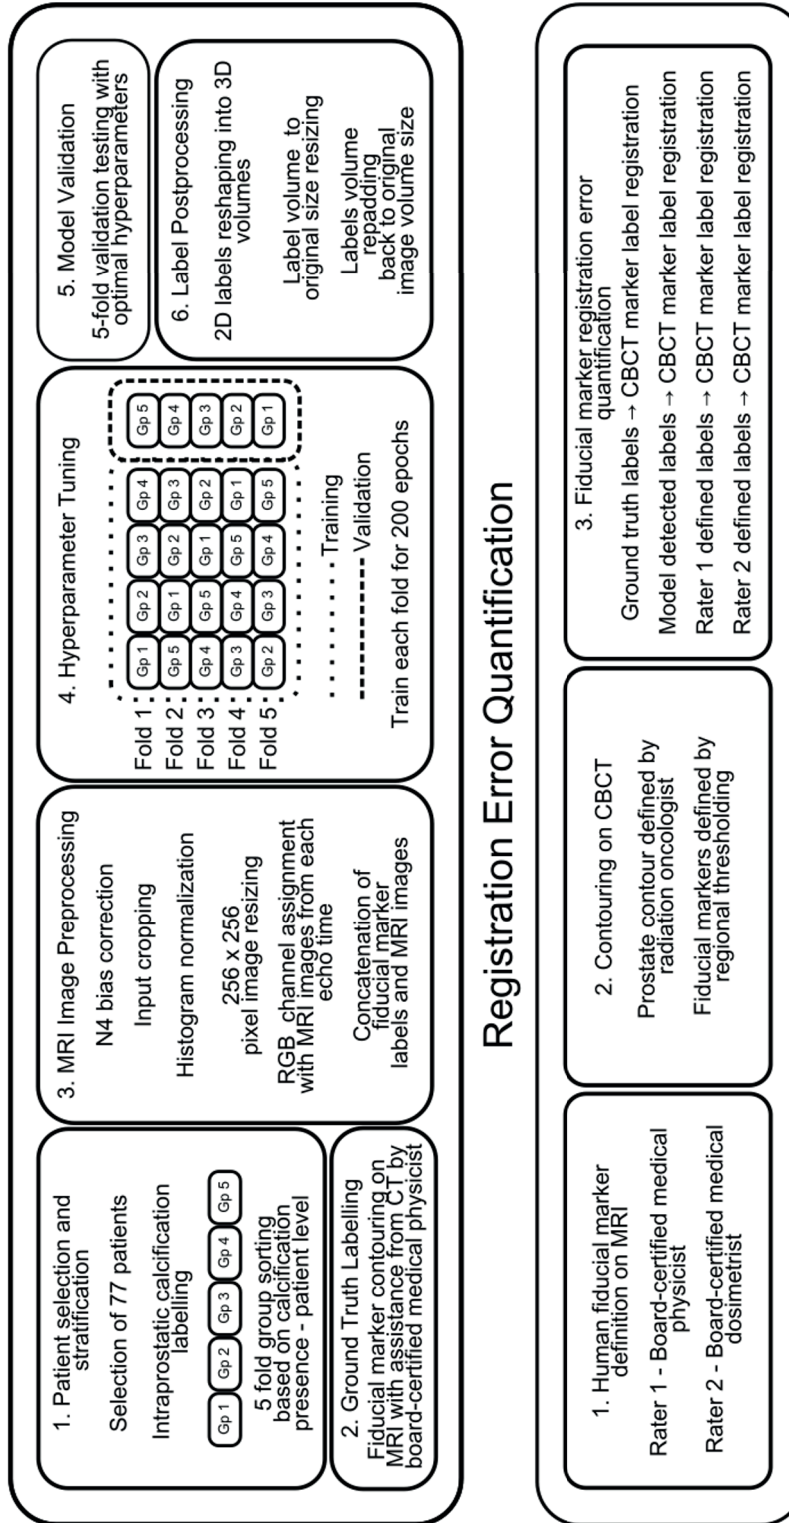 1. Patient selection and
stratification
Selection of 77 patients
Intraprostatic calcification
labelling
Gp 1 Gp 2 Gp 3 Gp 4 Gp 5
5 fold group sorting
based on calcification
presence - patient level
2. Ground Truth Labelling
Fiducial marker contouring on
MRI with assistance from CT by
board-certified medical physicist
3. MRI Image Preprocessing
N4 bias correction
Input cropping
Histogram normalization
256 x 256
pixel image resizing
RGB channel assignment
with MRI images from each
echo time
Concatenation of
fiducial marker
labels and MRI images
4. Hyperparameter Tuning
Fold 1 Gp 1 Gp 2 Gp 3 Gp 4 Gp 5
Fold 2 Gp 5 Gp 1 Gp 2 Gp 3 Gp 4
Fold 3 Gp 4 Gp 5 Gp 1 Gp 2 Gp 3
Fold 4 Gp 3 Gp 4 Gp 5 Gp 1 Gp 2
Fold 5 Gp 2 Gp 3 Gp 4 Gp 5 Gp 1
Training
Validation
Train each fold for 200 epochs
5. Model Validation
5-fold validation testing with
optimal hyperparameters
6. Label Postprocessing
2D labels reshaping into 3D
volumes
Label volume to
original size resizing
Labels volume
repadding
back to original
image volume size
Registration Error Quantification
1. Human fiducial marker
definition on MRI
Rater 1 - Board-certified medical
physicist
Rater 2 - Board-certified medical
dosimetrist
2. Contouring on CBCT
Prostate contour defined by
radiation oncologist
Fiducial markers defined by
regional thresholding
3. Fiducial marker registration error
quantification
Ground truth labels → CBCT marker label registration
Model detected labels → CBCT marker label registration
Rater 1 defined labels → CBCT marker label registration
Rater 2 defined labels → CBCT marker label registration